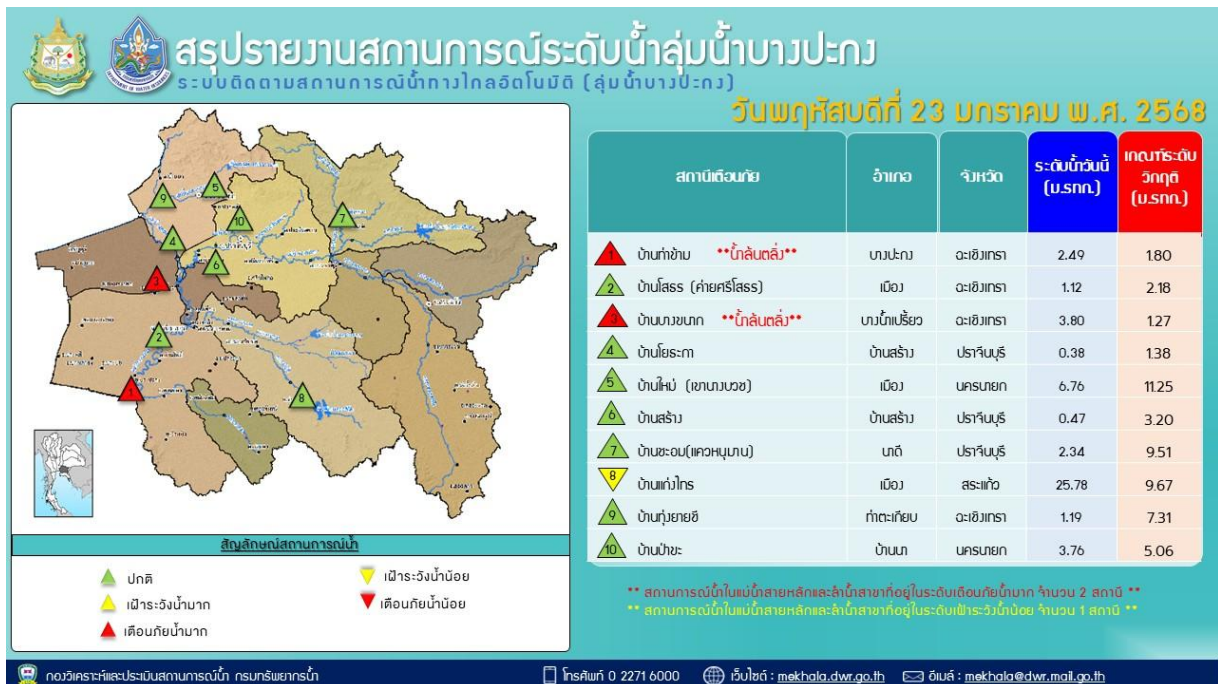 สรุปรายงานสถานการณ์ระดับน้ำลุ่มน้ำบางปะกง
ระบบติดตามสถานการณ์น้ำทางไกลอัตโนมัติ (ลุ่มน้ำบางปะกง)
วันพฤหัสบดีที่ 23 มกราคม พ.ศ. 2568
สถานีเตือนภัย อำเภอ จังหวัด ระดับน้ำวันนี้ (ม.รทก.) เกณฑ์ระดับวิกฤติ (ม.รทก.)
1 บ้านท่าข้าม **น้ำล้นตลิ่ง** บางปะกง ฉะเชิงเทรา 2.49 1.80
2 บ้านโสธร (ค่ายศรีโสธร) เมือง ฉะเชิงเทรา 1.12 2.18
3 บ้านบางขนาก **น้ำล้นตลิ่ง** บางน้ำเปรี้ยว ฉะเชิงเทรา 3.80 1.27
4 บ้านโยธะกา บ้านสร้าง ปราจีนบุรี 0.38 1.38
5 บ้านใหม่ (เขานางบวช) เมือง นครนายก 6.76 11.25
6 บ้านสร้าง บ้านสร้าง ปราจีนบุรี 0.47 3.20
7 บ้านซะอม(แควหนุมาน) นาดี ปราจีนบุรี 2.34 9.51
8 บ้านแก่งไทร เมือง สระแก้ว 25.78 9.67
9 บ้านทุ่งยายชี ท่าตะเกียบ ฉะเชิงเทรา 1.19 7.31
10 บ้านป่าขะ บ้านนา นครนายก 3.76 5.06
** สถานการณ์น้ำในแม่น้ำสายหลักและลำน้ำสาขาที่อยู่ในระดับเตือนภัยน้ำมาก จำนวน 2 สถานี **
** สถานการณ์น้ำในแม่น้ำสายหลักและลำน้ำสาขาที่อยู่ในระดับเฝ้าระวังน้ำน้อย จำนวน 1 สถานี **
9
5
10
7
4
6
3
2
1
8
สัญลักษณ์สถานการณ์น้ำ
ปกติ เฝ้าระวังน้ำน้อย
เฝ้าระวังน้ำมาก เตือนภัยน้ำน้อย
เตือนภัยน้ำมาก
กองวิเคราะห์และประเมินสถานการณ์น้ำ กรมทรัพยากรน้ำ โทรศัพท์ 0 2271 6000 เว็บไซต์ : mekhala.dwr.go.th อีเมล์ : mekhala@dwr.mail.go.th